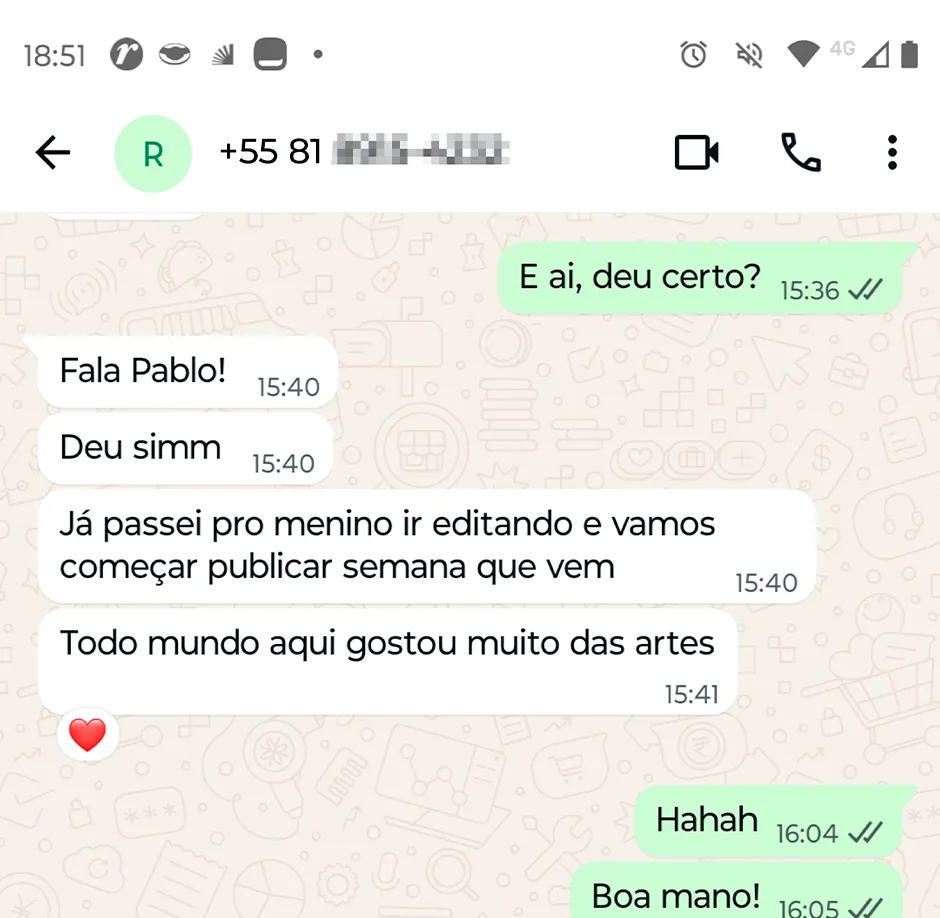 18:51
4G
R
+55 81
E ai, deu certo?
15:36
Fala Pablo!
15:40
Deu simm
15:40
Já passei pro menino ir editando e vamos
começar publicar semana que vem
15:40
Todo mundo aqui gostou muito das artes
15:41
Hahah
16:04
Boa mano!
16:05